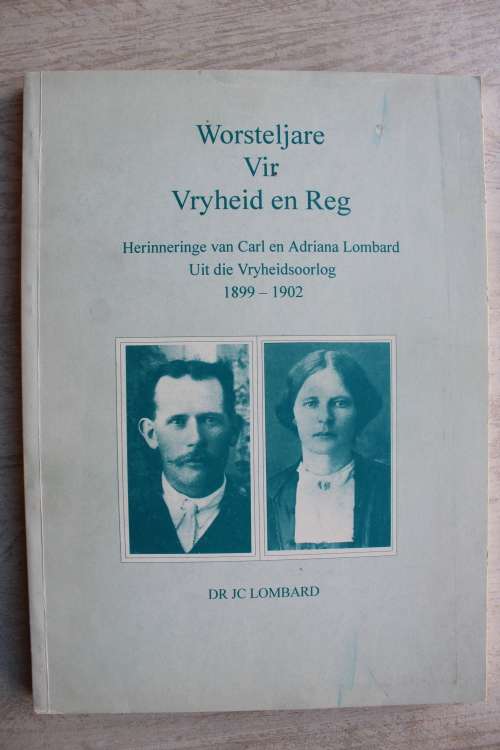 Worsteljare
Vir
Vryheid en Reg
Herinneringe van Carl en Adriana Lombard
Uit die Vryheidsoorlog
1899 – 1902
DR JC LOMBARD